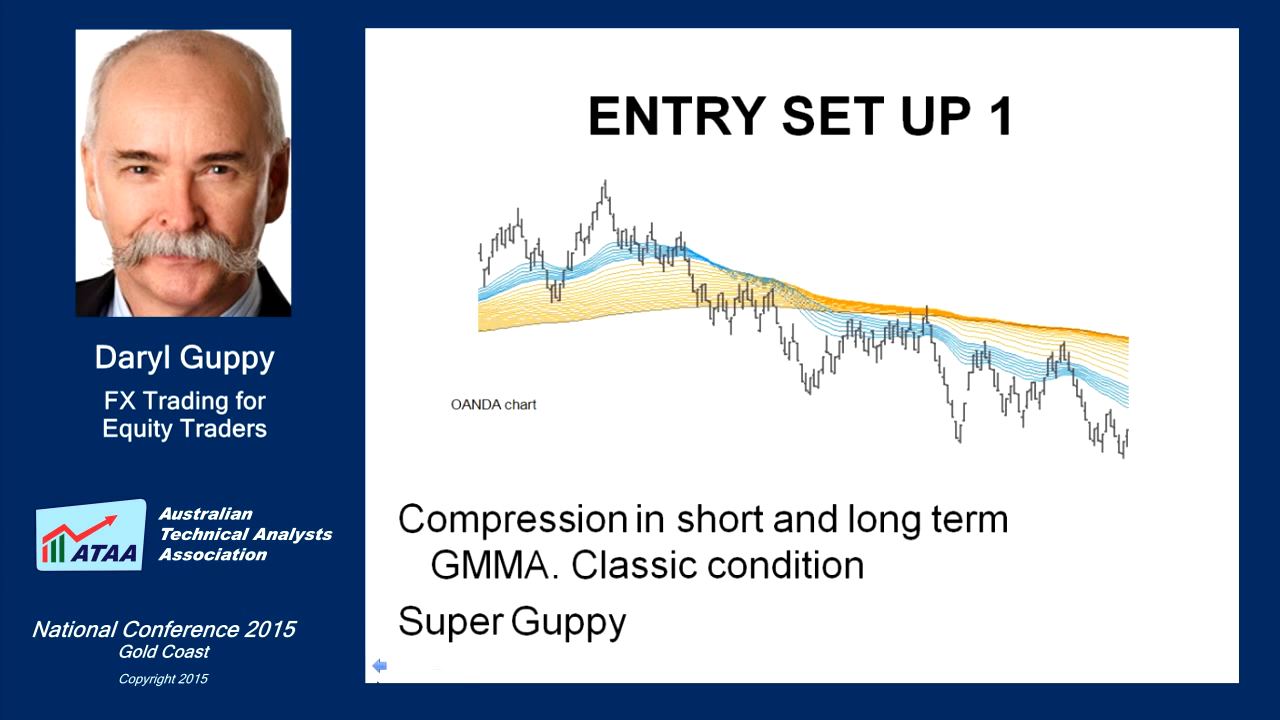 Daryl Guppy
FX Trading for
Equity Traders
ATAA
Australian
Technical Analysts
Association
National Conference 2015
Gold Coast
Copyright 2015
ENTRY SET UP 1
OANDA chart
Compression in short and long term
GMMA. Classic condition
Super Guppy